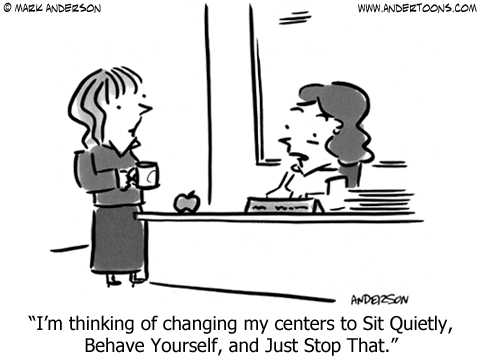 © MARK ANDERSON
WWW.ANDERTOONS.COM
ANDERSON
“I’m thinking of changing my centers to Sit Quietly,
Behave Yourself, and Just Stop That.”